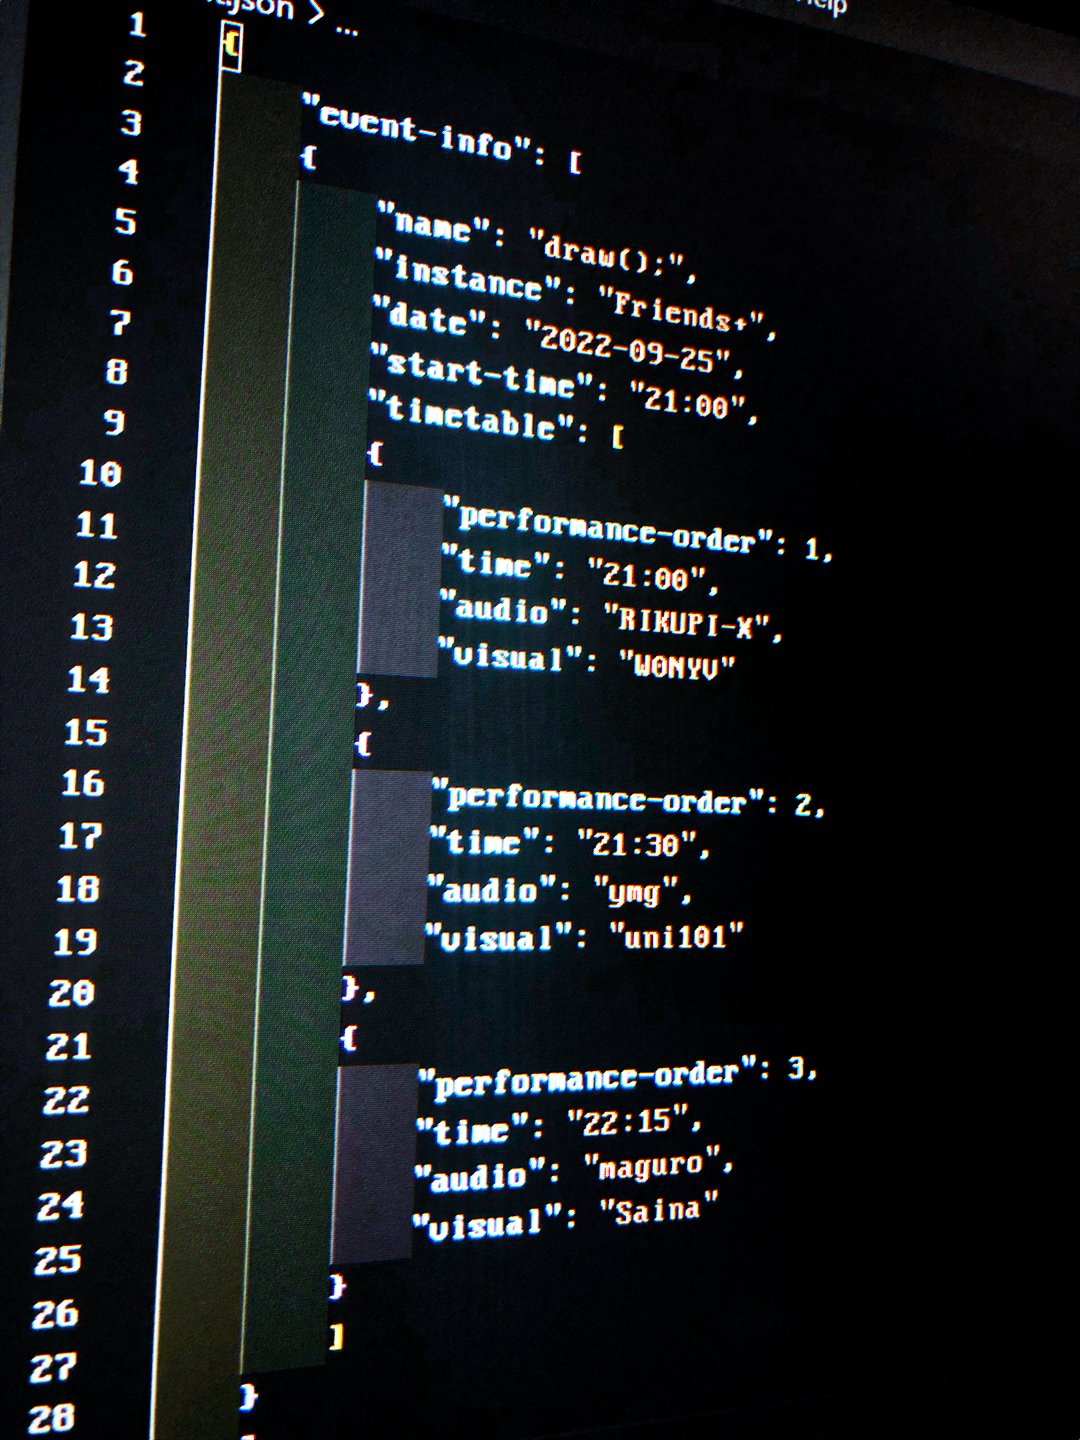 .json > ...
elp
1 {
2 "event-info": [
3 {
4 "name": "draw();",
5 "instance": "Friends+",
6 "date": "2022-09-25",
7 "start-time": "21:00",
8 "timetable": [
9 {
10 "performance-order": 1,
11 "time": "21:00",
12 "audio": "RIKUPI-X",
13 "visual": "W0NYV"
14 },
15 {
16 "performance-order": 2,
17 "time": "21:30",
18 "audio": "ymg",
19 "visual": "uni101"
20 },
21 {
22 "performance-order": 3,
23 "time": "22:15",
24 "audio": "maguro",
25 "visual": "Saina"
26 }
27 ]
28 }